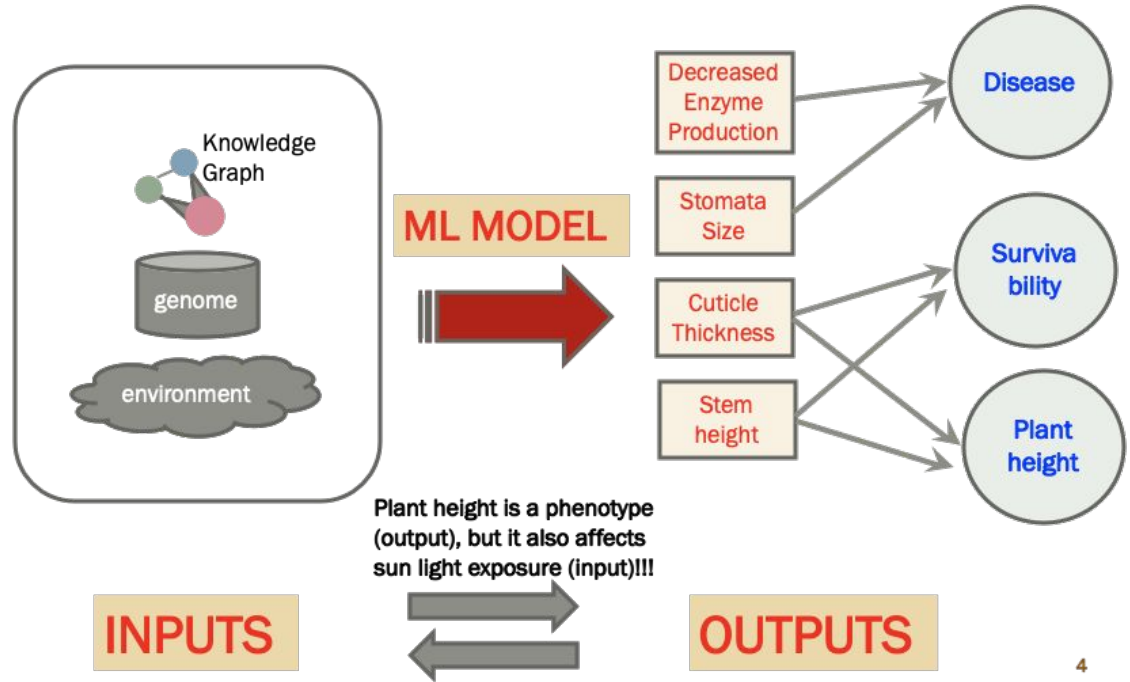 Knowledge
Graph
genome
environment
ML MODEL
Decreased
Enzyme
Production
Stomata
Size
Cuticle
Thickness
Stem
height
Disease
Surviva
bility
Plant
height
Plant height is a phenotype
(output), but it also affects
sun light exposure (input)!!!
INPUTS
OUTPUTS
4